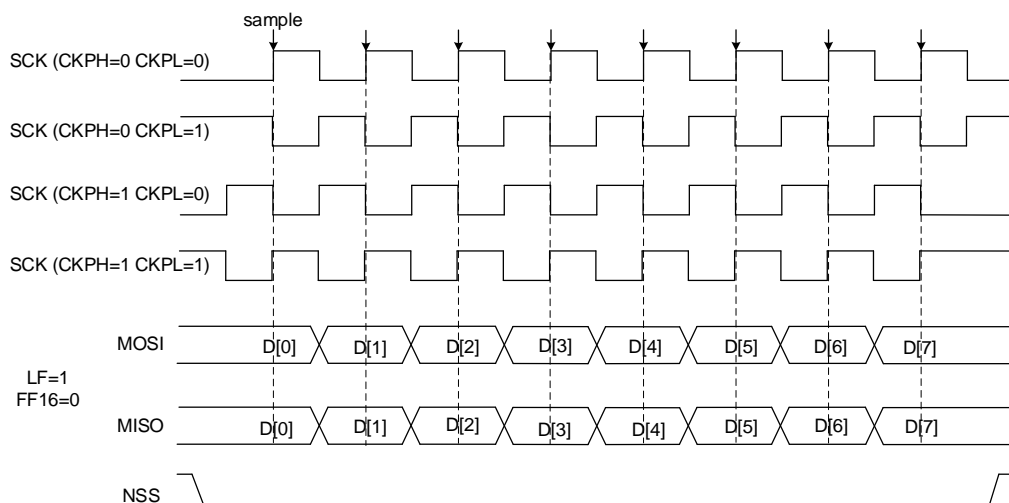 sample
SCK (CKPH=0 CKPL=0)
SCK (CKPH=0 CKPL=1)
SCK (CKPH=1 CKPL=0)
SCK (CKPH=1 CKPL=1)
MOSI
D[0] D[1] D[2] D[3] D[4] D[5] D[6] D[7]
LF=1
FF16=0
MISO
D[0] D[1] D[2] D[3] D[4] D[5] D[6] D[7]
NSS